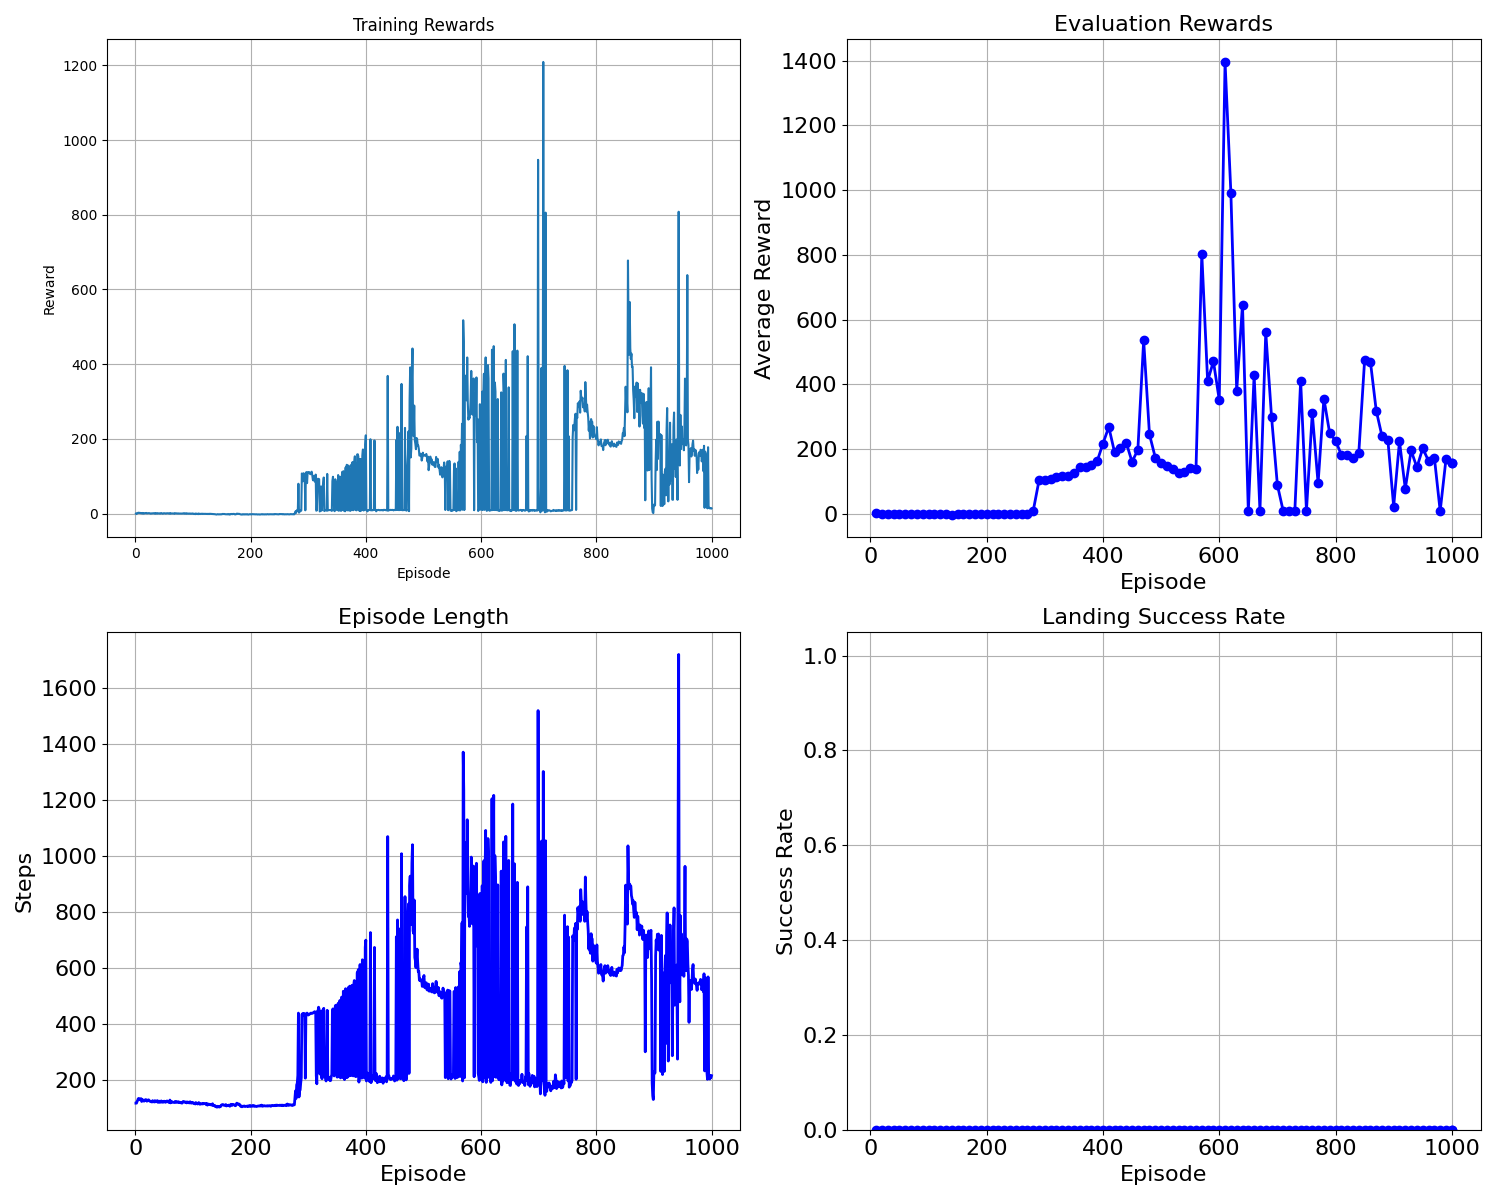 Training Rewards
Reward
1200
1000
800
600
400
200
0
0 200 400 600 800 1000
Episode
Evaluation Rewards
Average Reward
1400
1200
1000
800
600
400
200
0
0 200 400 600 800 1000
Episode
Episode Length
Steps
1600
1400
1200
1000
800
600
400
200
0 200 400 600 800 1000
Episode
Landing Success Rate
Success Rate
1.0
0.8
0.6
0.4
0.2
0.0
0 200 400 600 800 1000
Episode